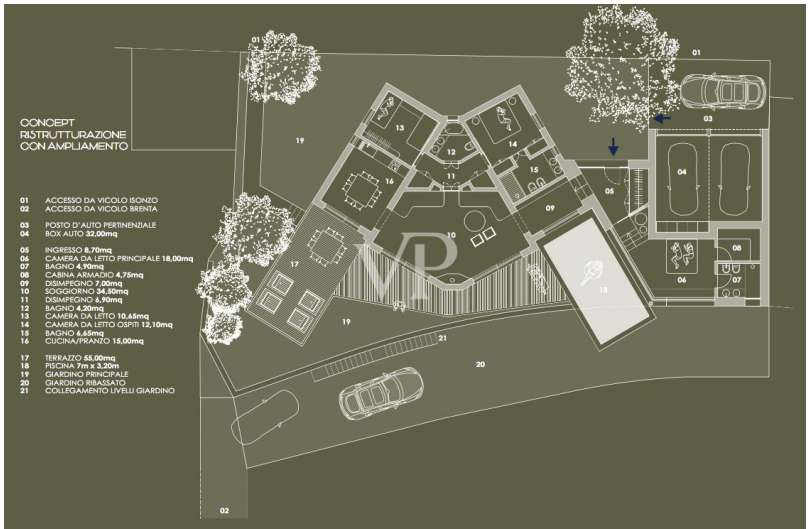 CONCEPT
RISTRUTTURAZIONE
CON AMPLIAMENTO
01 ACCESSO DA VICOLO ISONZO
02 ACCESSO DA VICOLO BRENTA
03 POSTO D'AUTO PERTINENZIALE
04 BOX AUTO 32,00mq
05 INGRESSO 8,70mq
06 CAMERA DA LETTO PRINCIPALE 18,00mq
07 BAGNO 4,90mq
08 CABINA ARMADIO 4,75mq
09 DISIMPEGNO 7,00mq
10 SOGGIORNO 34,50mq
11 DISIMPEGNO 6,90mq
12 BAGNO 4,20mq
13 CAMERA DA LETTO 10,65mq
14 CAMERA DA LETTO OSPITI 12,10mq
15 BAGNO 6,65mq
16 CUCINA/PRANZO 15,00mq
17 TERRAZZO 55,00mq
18 PISCINA 7m x 3,20m
19 GIARDINO PRINCIPALE
20 GIARDINO RIBASSATO
21 COLLEGAMENTO LIVELLI GIARDINO
01
01
03
13
12
14
19
11
15
04
16
05
09
10
17
VP
08
06
07
18
19
21
20
02